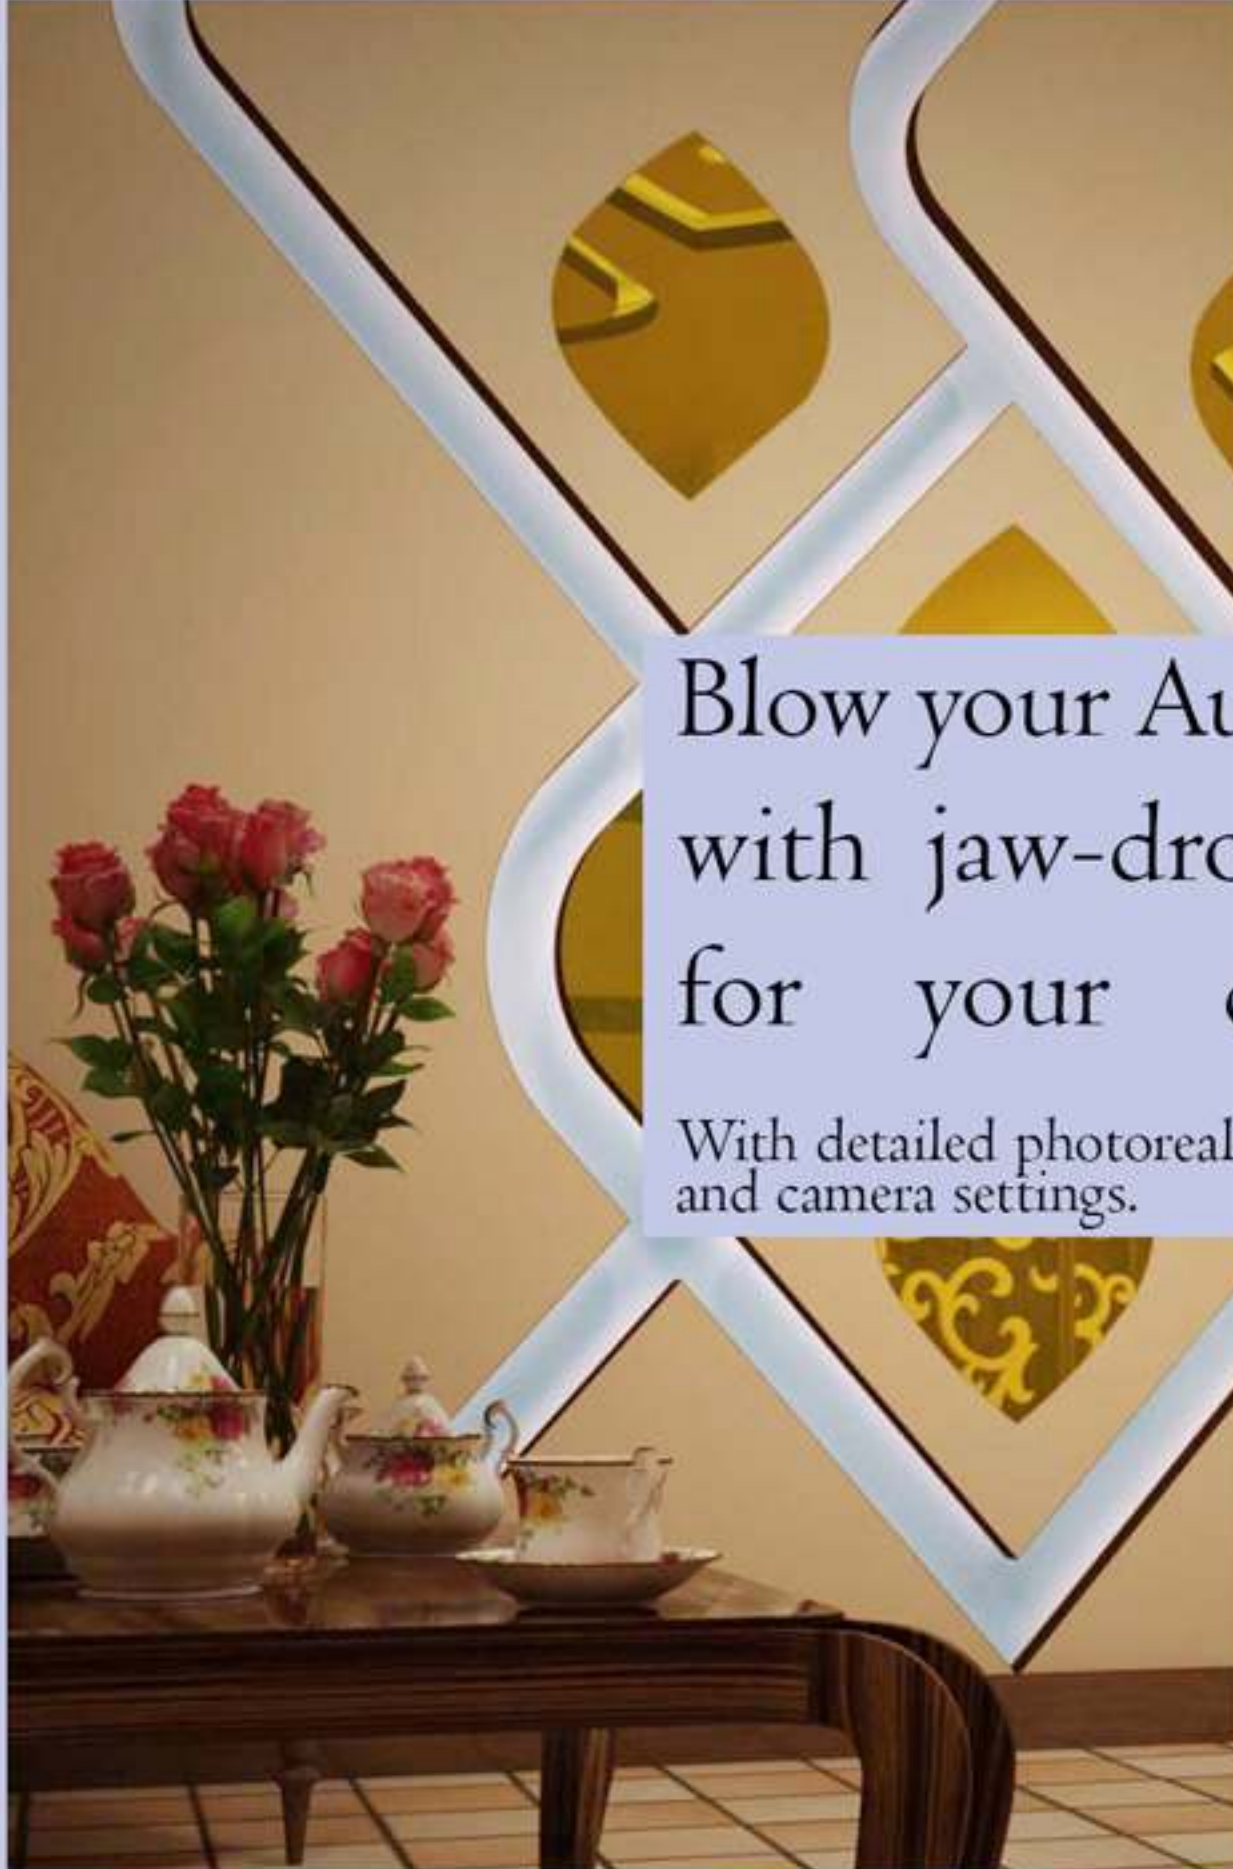 Blow your Au
with jaw-dro
for your
With detailed photoreal
and camera settings.